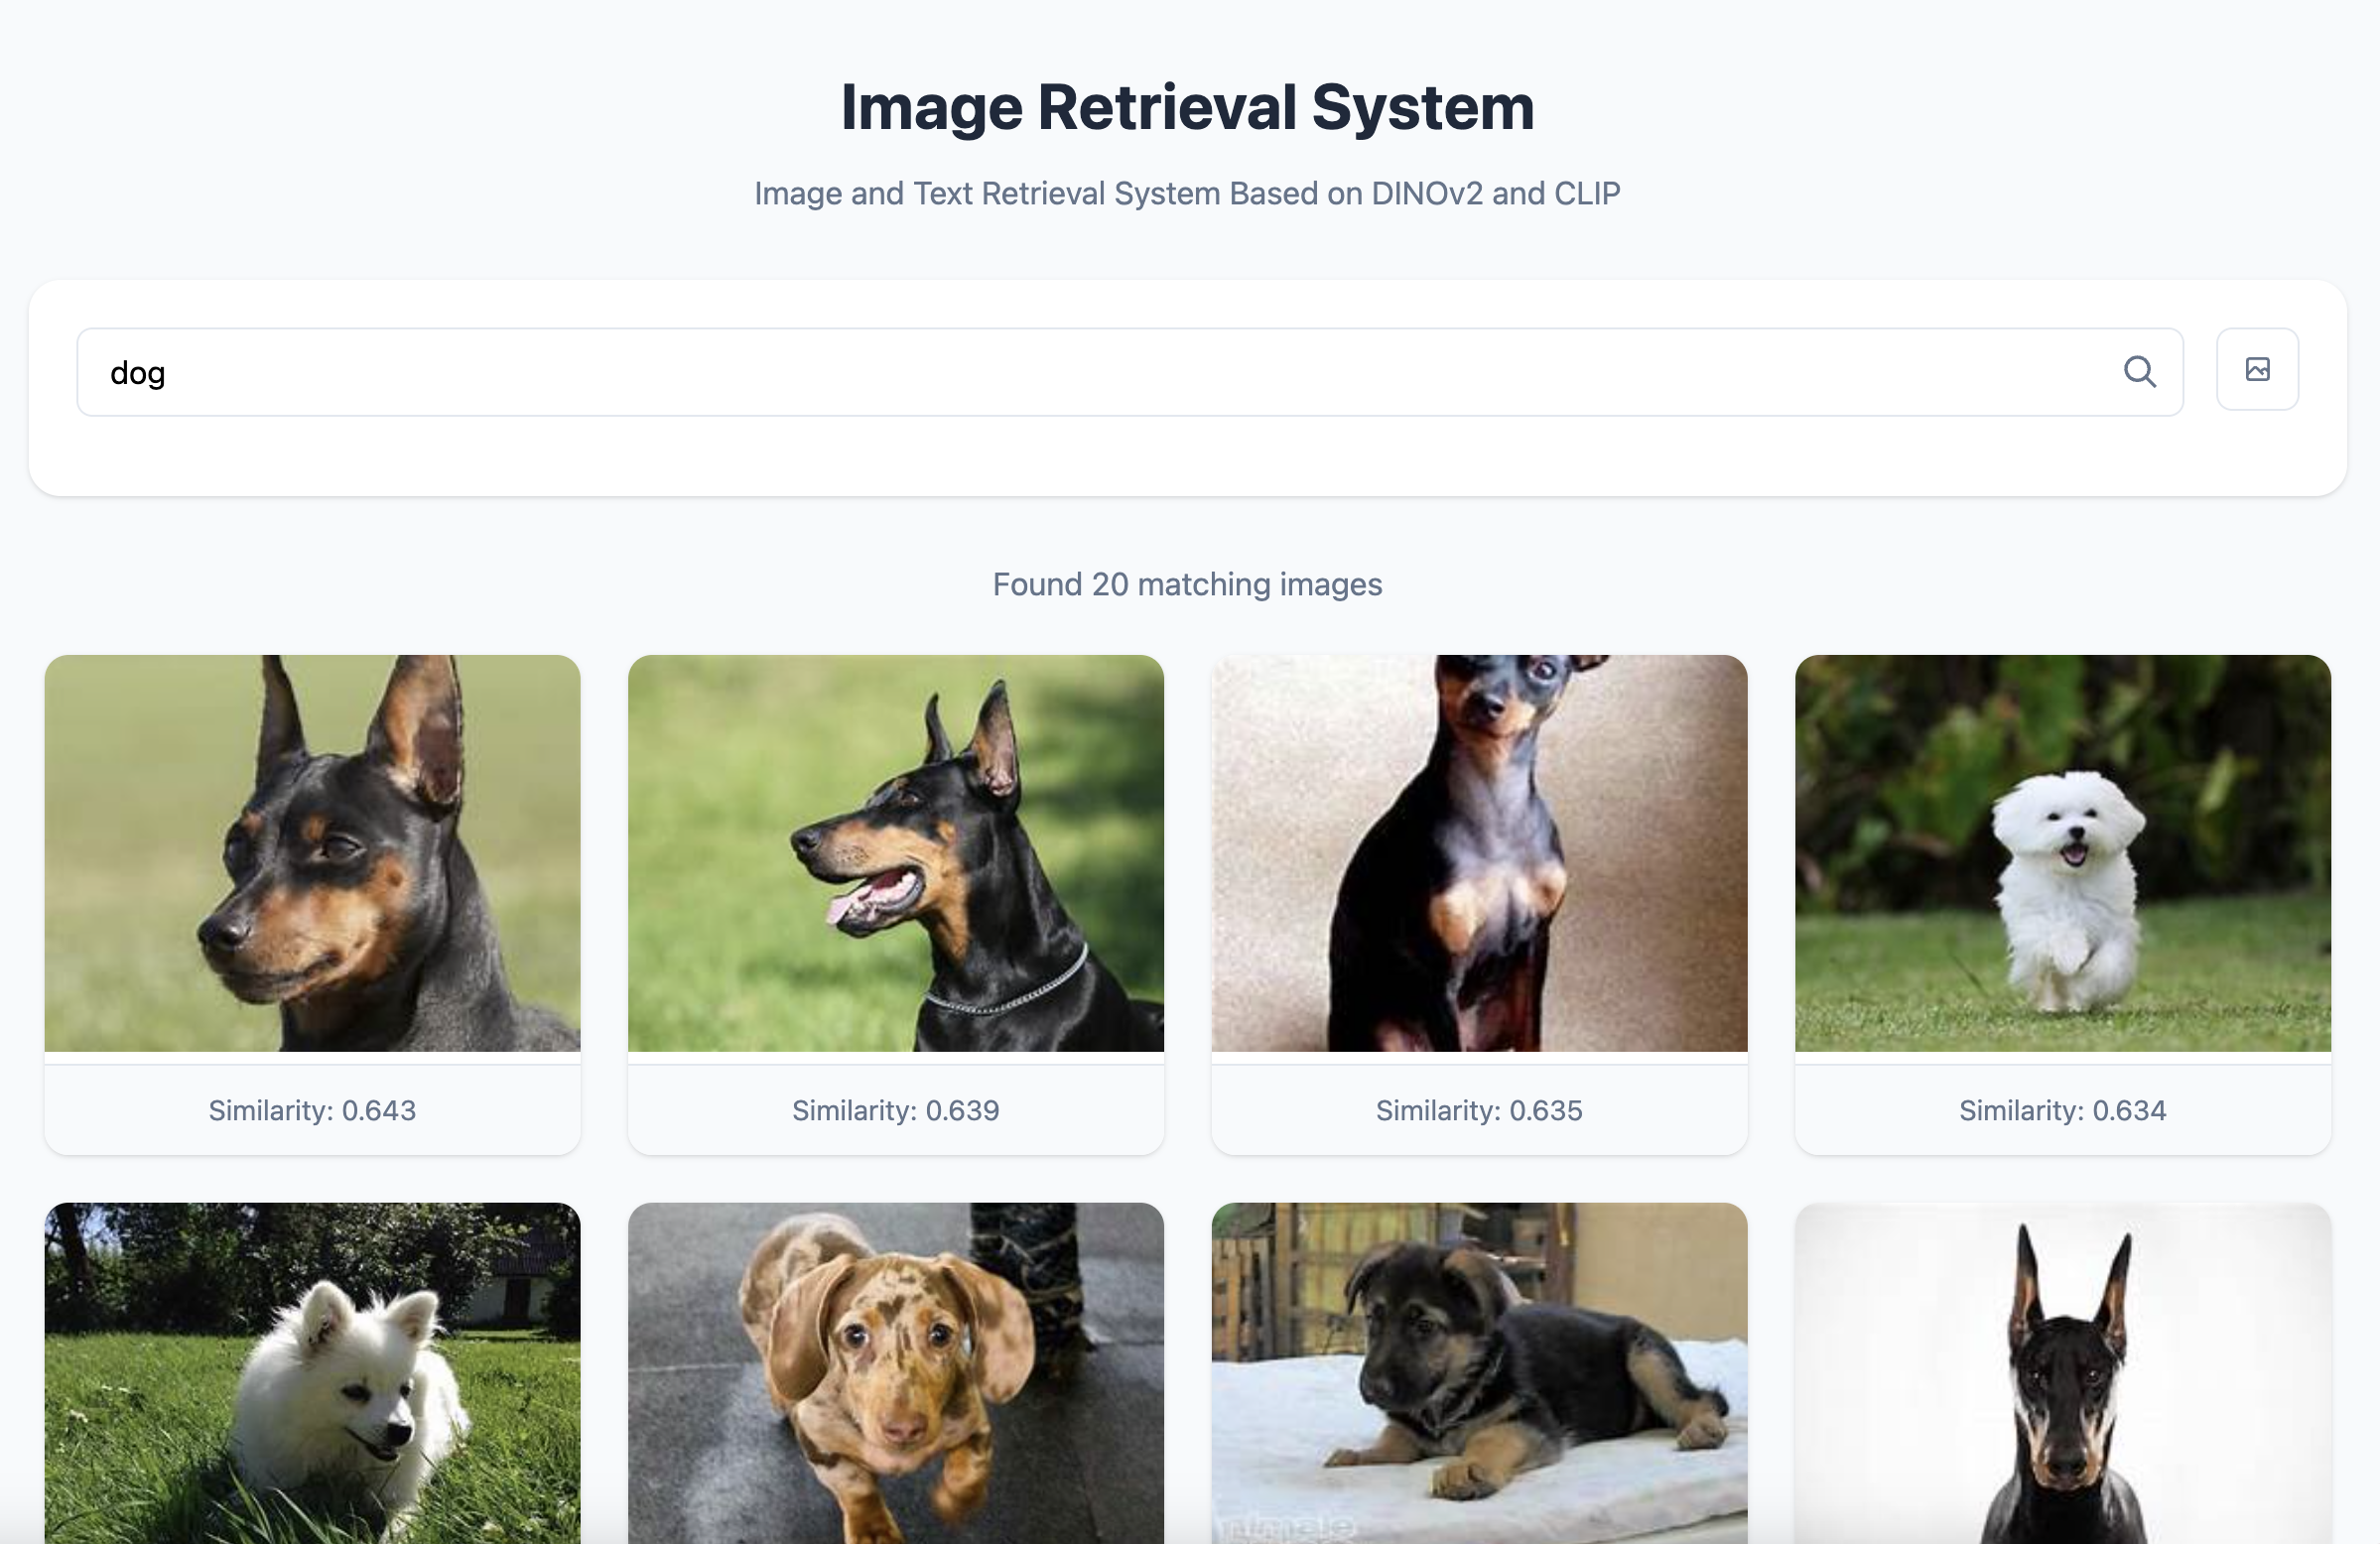 Image Retrieval System
Image and Text Retrieval System Based on DINOv2 and CLIP
dog
Found 20 matching images
Similarity: 0.643
Similarity: 0.639
Similarity: 0.635
Similarity: 0.634